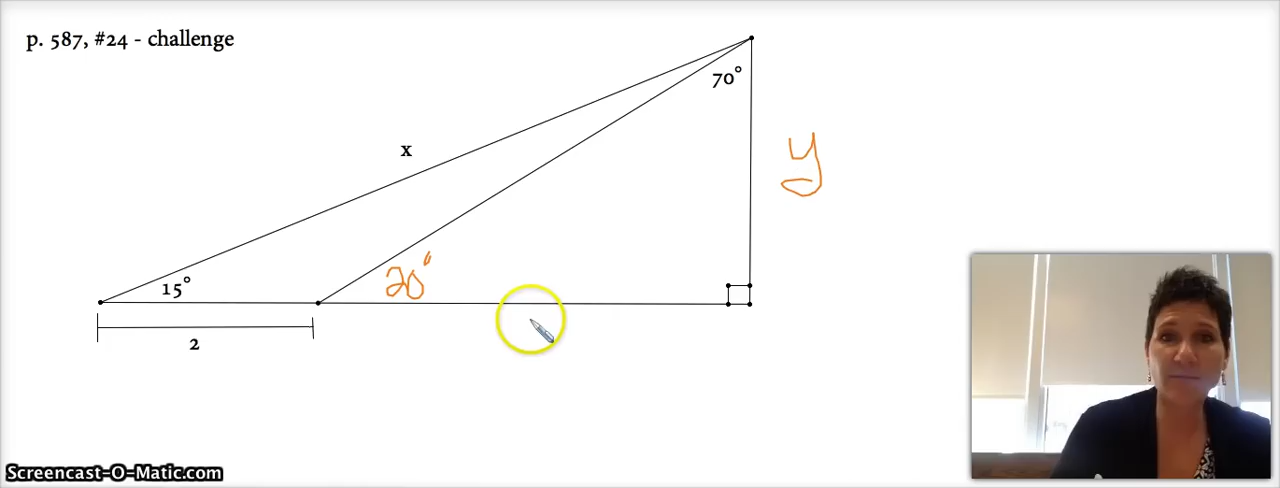 p. 587, #24 - challenge
70°
x
y
15°
20°
2
Screencast-O-Matic.com